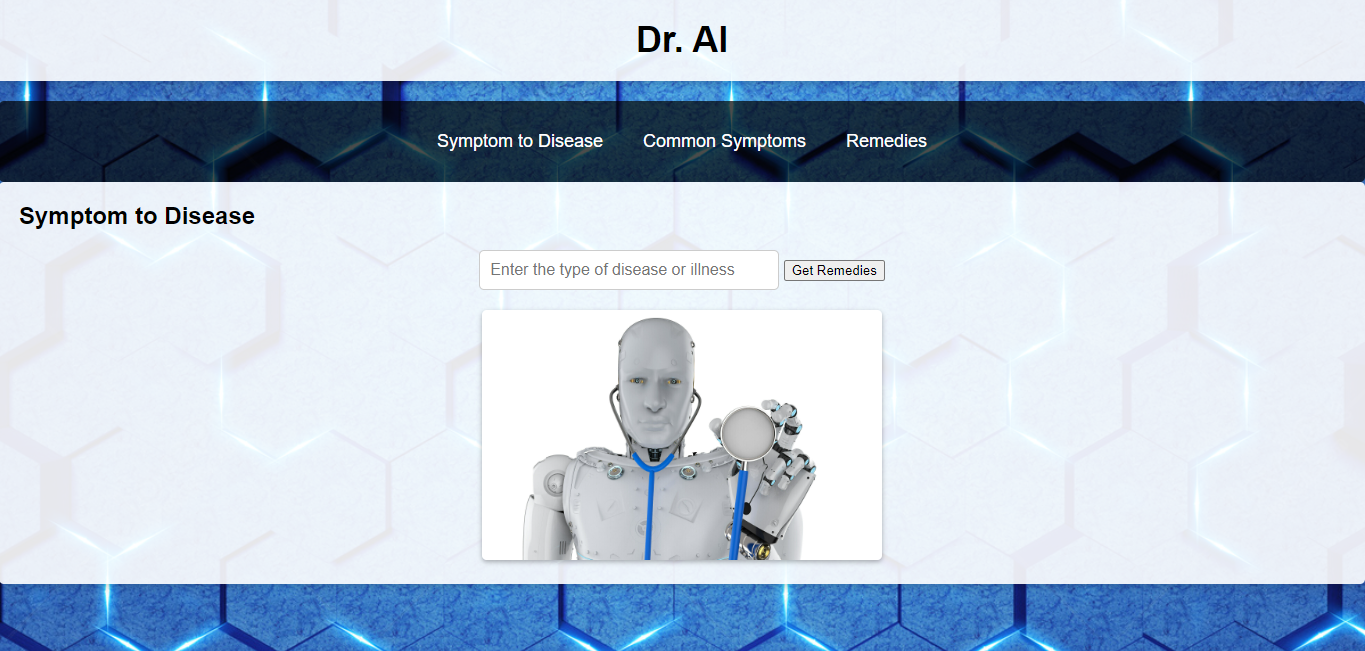 Dr. AI
Symptom to Disease Common Symptoms Remedies
Symptom to Disease
Enter the type of disease or illness Get Remedies